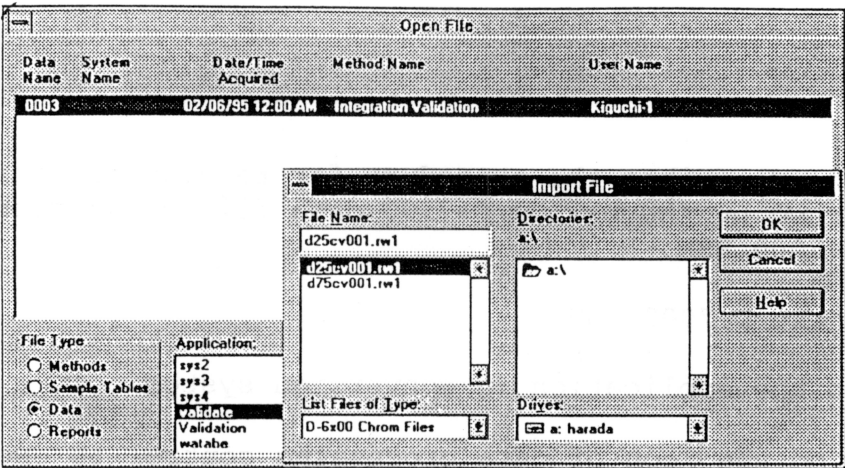 Open File
Data Name
System Name
Date/Time Acquired
Method Name
User Name
0003 02/06/95 12:00 AM Integration Validation Kiguchi-1
Import File
File Name:
d25cv001.rw1
d25cv001.rw1
d75cv001.rw1
List Files of Type:
D-6x00 Chrom Files
Directories:
a:\
a:\
Drives:
a: harada
OK
Cancel
Help
File Type
Methods
Sample Tables
Data
Reports
Application:
sys2
sys3
sys4
validate
Validation
watabe